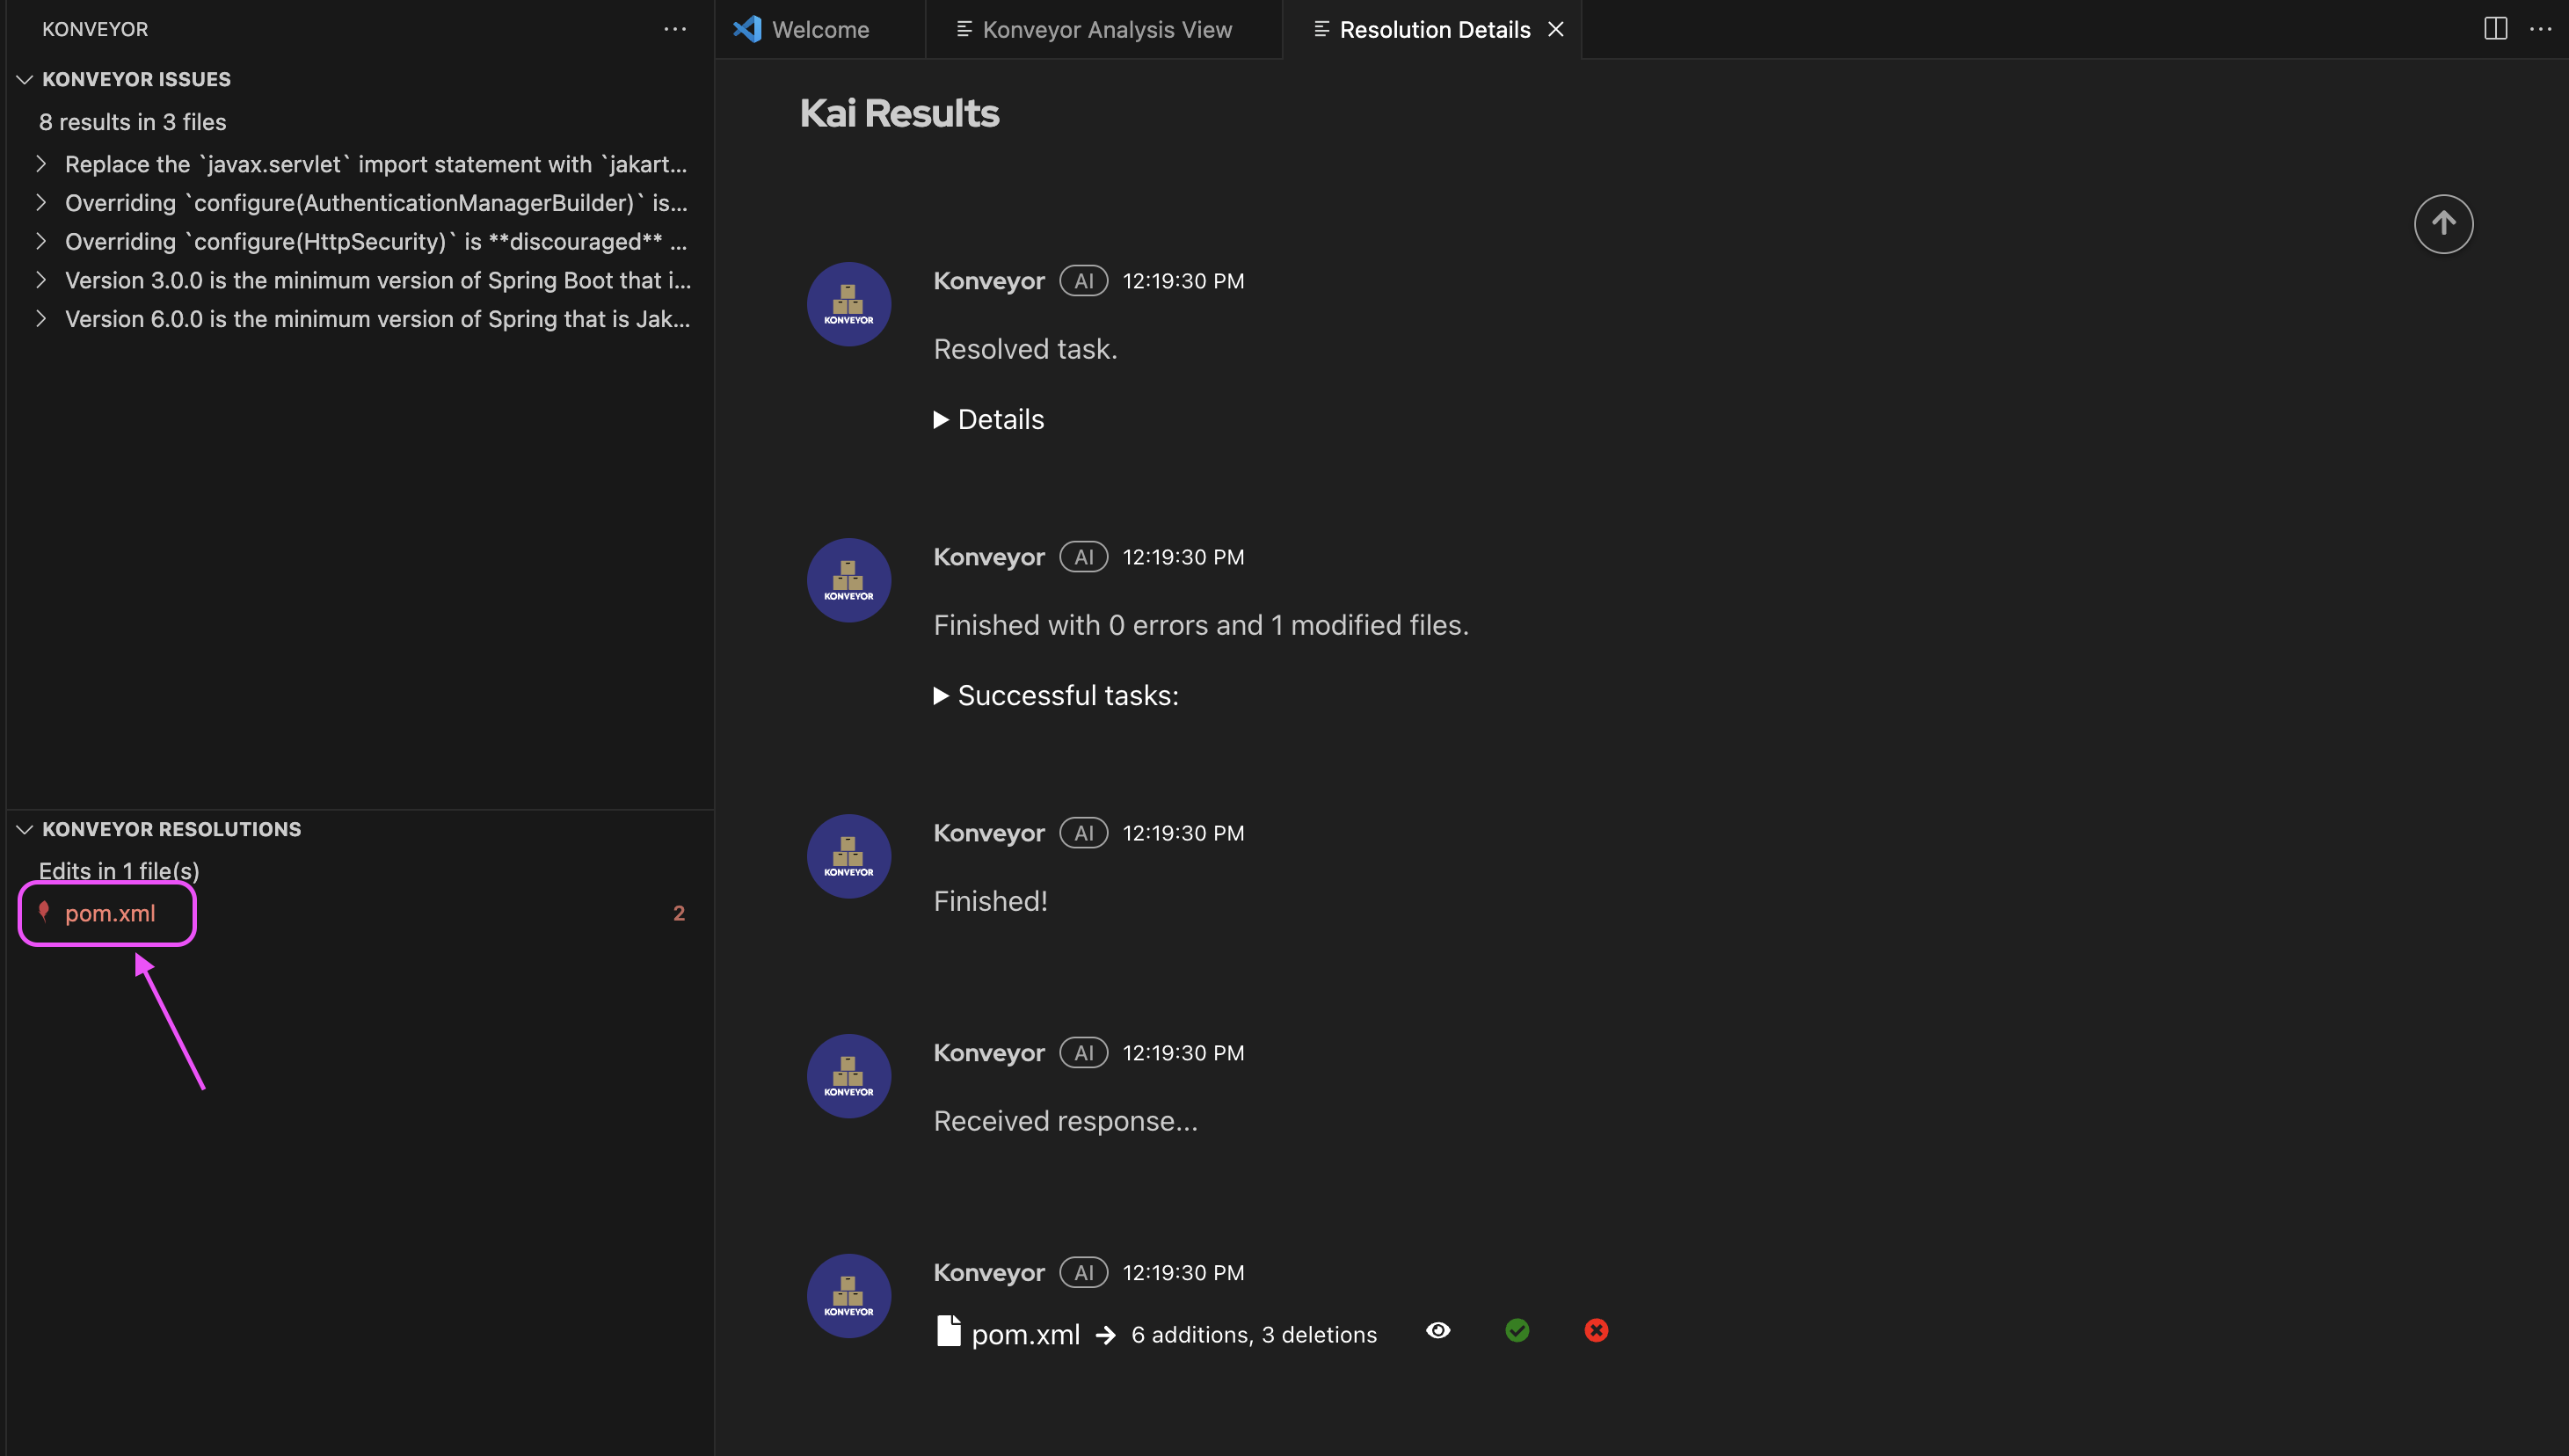 KONVEYOR
KONVEYOR ISSUES
8 results in 3 files
Replace the `javax.servlet` import statement with `jakart...
Overriding `configure(AuthenticationManagerBuilder)` is...
Overriding `configure(HttpSecurity)` is **discouraged** ...
Version 3.0.0 is the minimum version of Spring Boot that i...
Version 6.0.0 is the minimum version of Spring that is Jak...
KONVEYOR RESOLUTIONS
Edits in 1 file(s)
pom.xml 2
Welcome Konveyor Analysis View Resolution Details
Kai Results
KONVEYOR
Konveyor AI 12:19:30 PM
Resolved task.
Details
KONVEYOR
Konveyor AI 12:19:30 PM
Finished with 0 errors and 1 modified files.
Successful tasks:
KONVEYOR
Konveyor AI 12:19:30 PM
Finished!
KONVEYOR
Konveyor AI 12:19:30 PM
Received response...
KONVEYOR
Konveyor AI 12:19:30 PM
pom.xml → 6 additions, 3 deletions